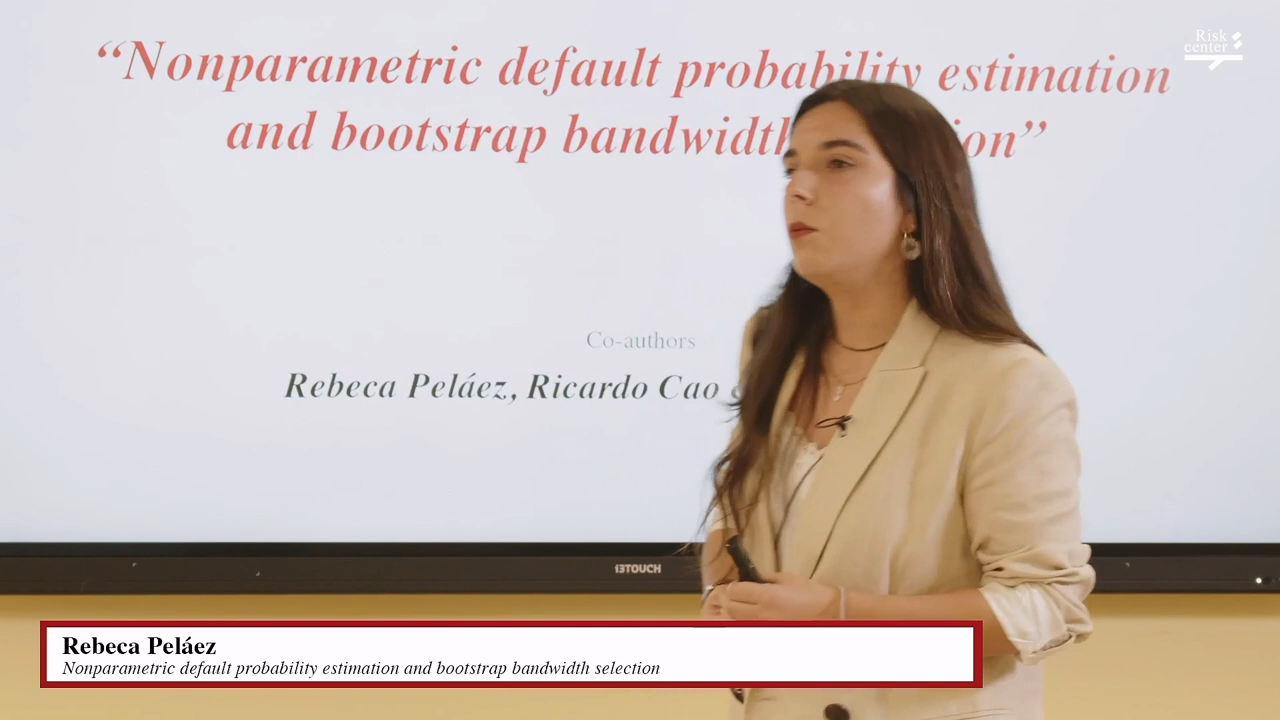 Risk
center
“Nonparametric default probability estimation
and bootstrap bandwidth ion”
Co-authors
Rebeca Peláez, Ricardo Cao
i3TOUCH
Rebeca Peláez
Nonparametric default probability estimation and bootstrap bandwidth selection